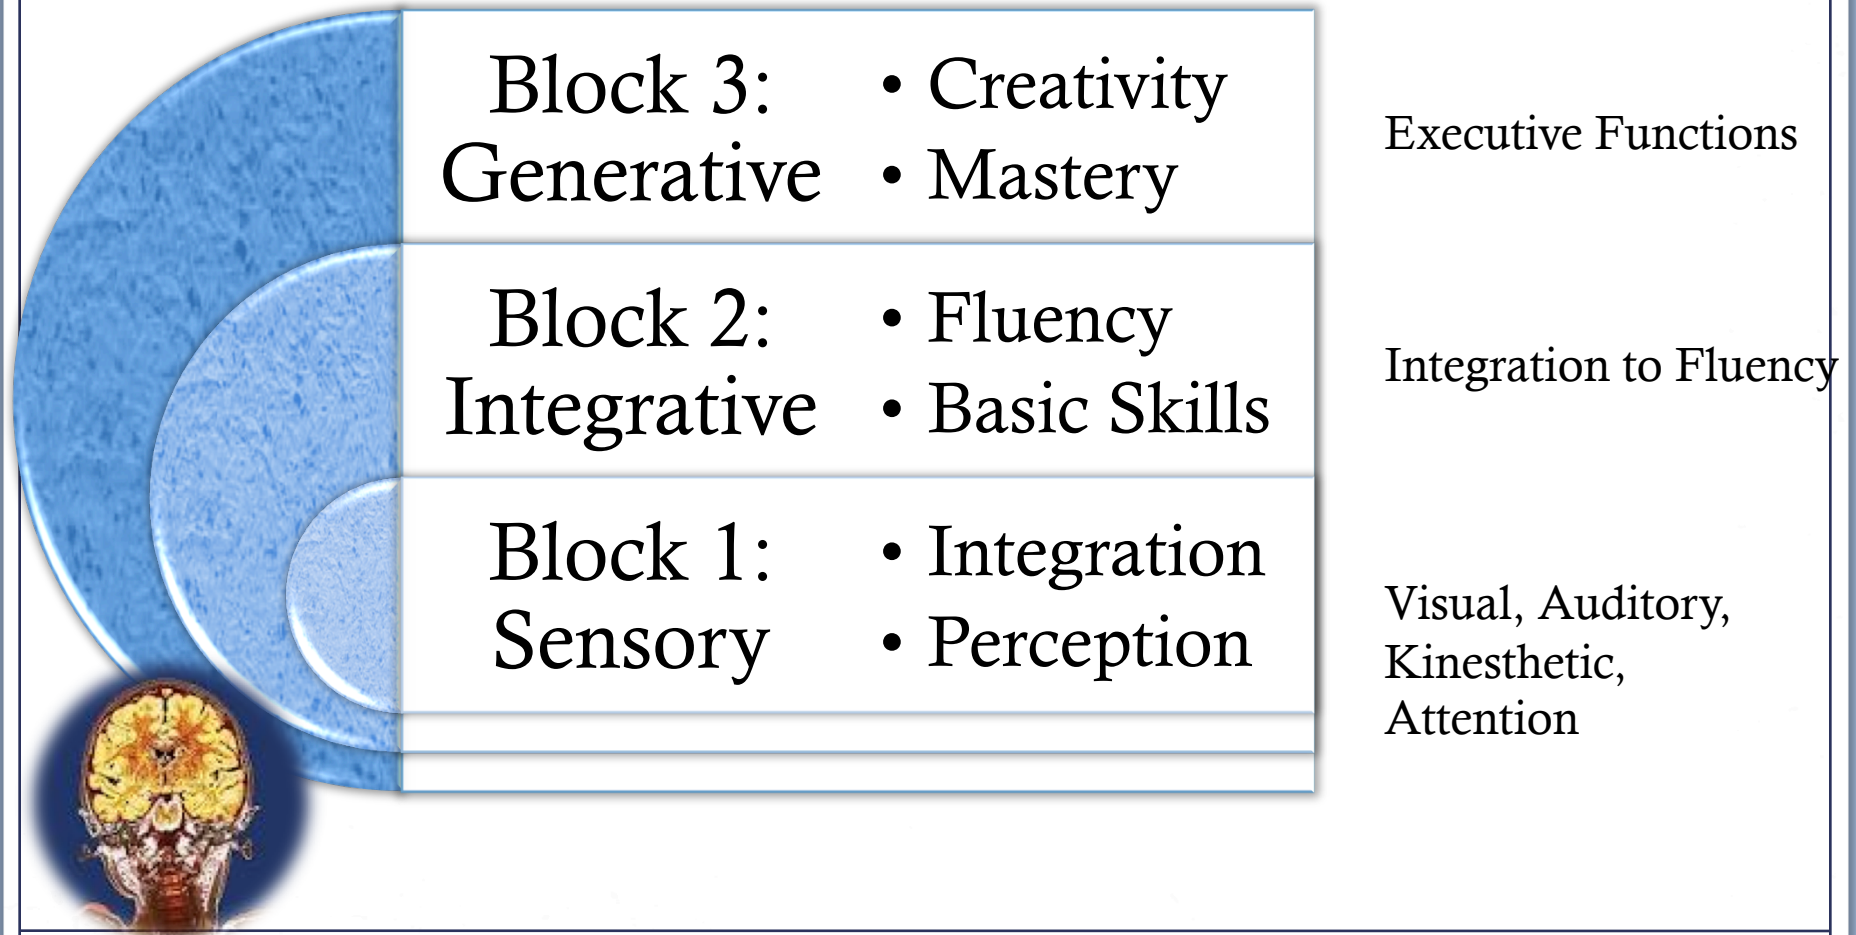 Block 3:
Generative
• Creativity
• Mastery
Executive Functions
Block 2:
Integrative
• Fluency
• Basic Skills
Integration to Fluency
Block 1:
Sensory
• Integration
• Perception
Visual, Auditory,
Kinesthetic,
Attention